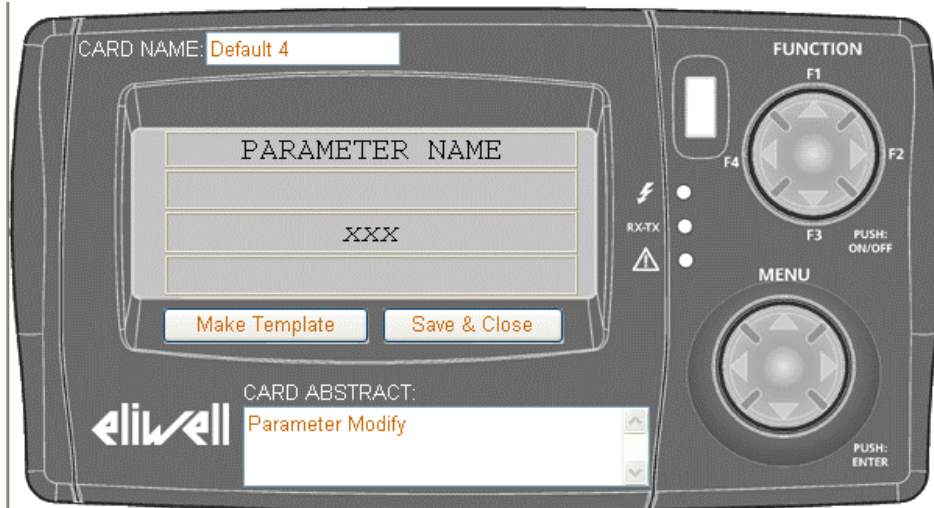 CARD NAME: Default 4
FUNCTION
F1
PARAMETER NAME
F4
F2
xxx
RX-TX
F3
PUSH:
ON/OFF
MENU
Make Template
Save & Close
CARD ABSTRACT:
Parameter Modify
eliwell
PUSH:
ENTER